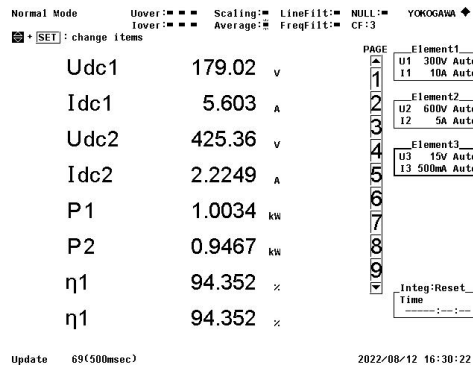 Normal Mode Uover: Scaling: LineFilt: NULL: YOKOGAWA
Iover: Average: FreqFilt: CF:3
+ SET : change items
PAGE
Udc1 179.02 V
Idc1 5.603 A
Udc2 425.36 V
Idc2 2.2249 A
P1 1.0034 kW
P2 0.9467 kW
η1 94.352 %
η1 94.352 %
1
2
3
4
5
6
7
8
9
Element1
U1 300V Auto
I1 10A Auto
Element2
U2 600V Auto
I2 5A Auto
Element3
U3 15V Auto
I3 500mA Auto
Integ:Reset
Time
-----:--:--
Update 69(500msec) 2022/08/12 16:30:22